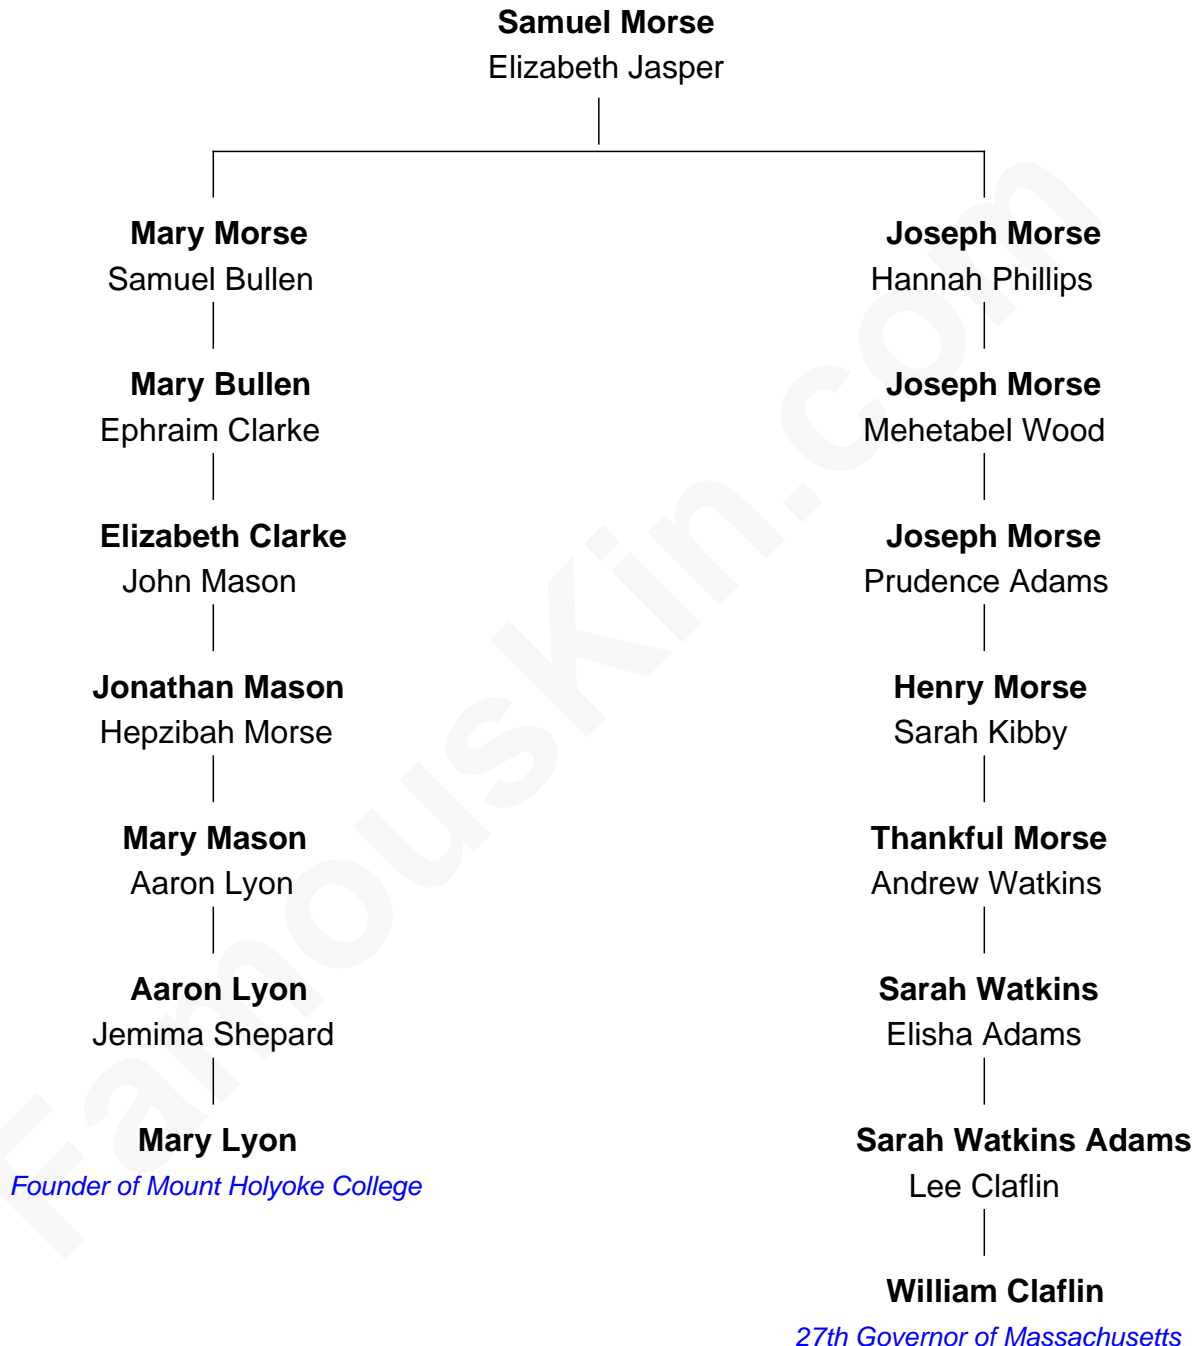 Samuel Morse
Elizabeth Jasper
Mary Morse
Samuel Bullen
Joseph Morse
Hannah Phillips
Mary Bullen
Ephraim Clarke
Joseph Morse
Mehetabel Wood
Elizabeth Clarke
John Mason
Joseph Morse
Prudence Adams
Jonathan Mason
Hepzibah Morse
Henry Morse
Sarah Kibby
Mary Mason
Aaron Lyon
Thankful Morse
Andrew Watkins
Aaron Lyon
Jemima Shepard
Sarah Watkins
Elisha Adams
Mary Lyon
Founder of Mount Holyoke College
Sarah Watkins Adams
Lee Claflin
William Claflin
27th Governor of Massachusetts
FamousKin.com